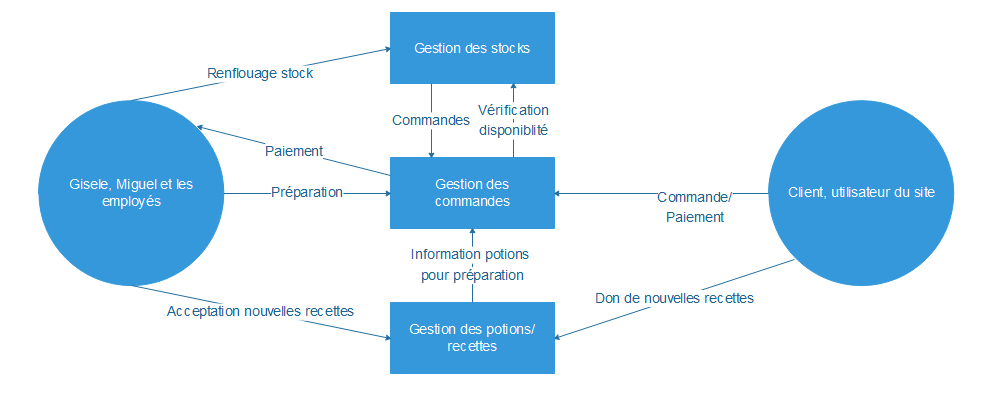 Gestion des stocks
Renflouage stock
Commandes
Vérification
disponiblité
Paiement
Gisele, Miguel et les
employés
Préparation
Gestion des
commandes
Commande/
Paiement
Client, utilisateur du site
Information potions
pour préparation
Acceptation nouvelles recettes
Don de nouvelles recettes
Gestion des potions/
recettes